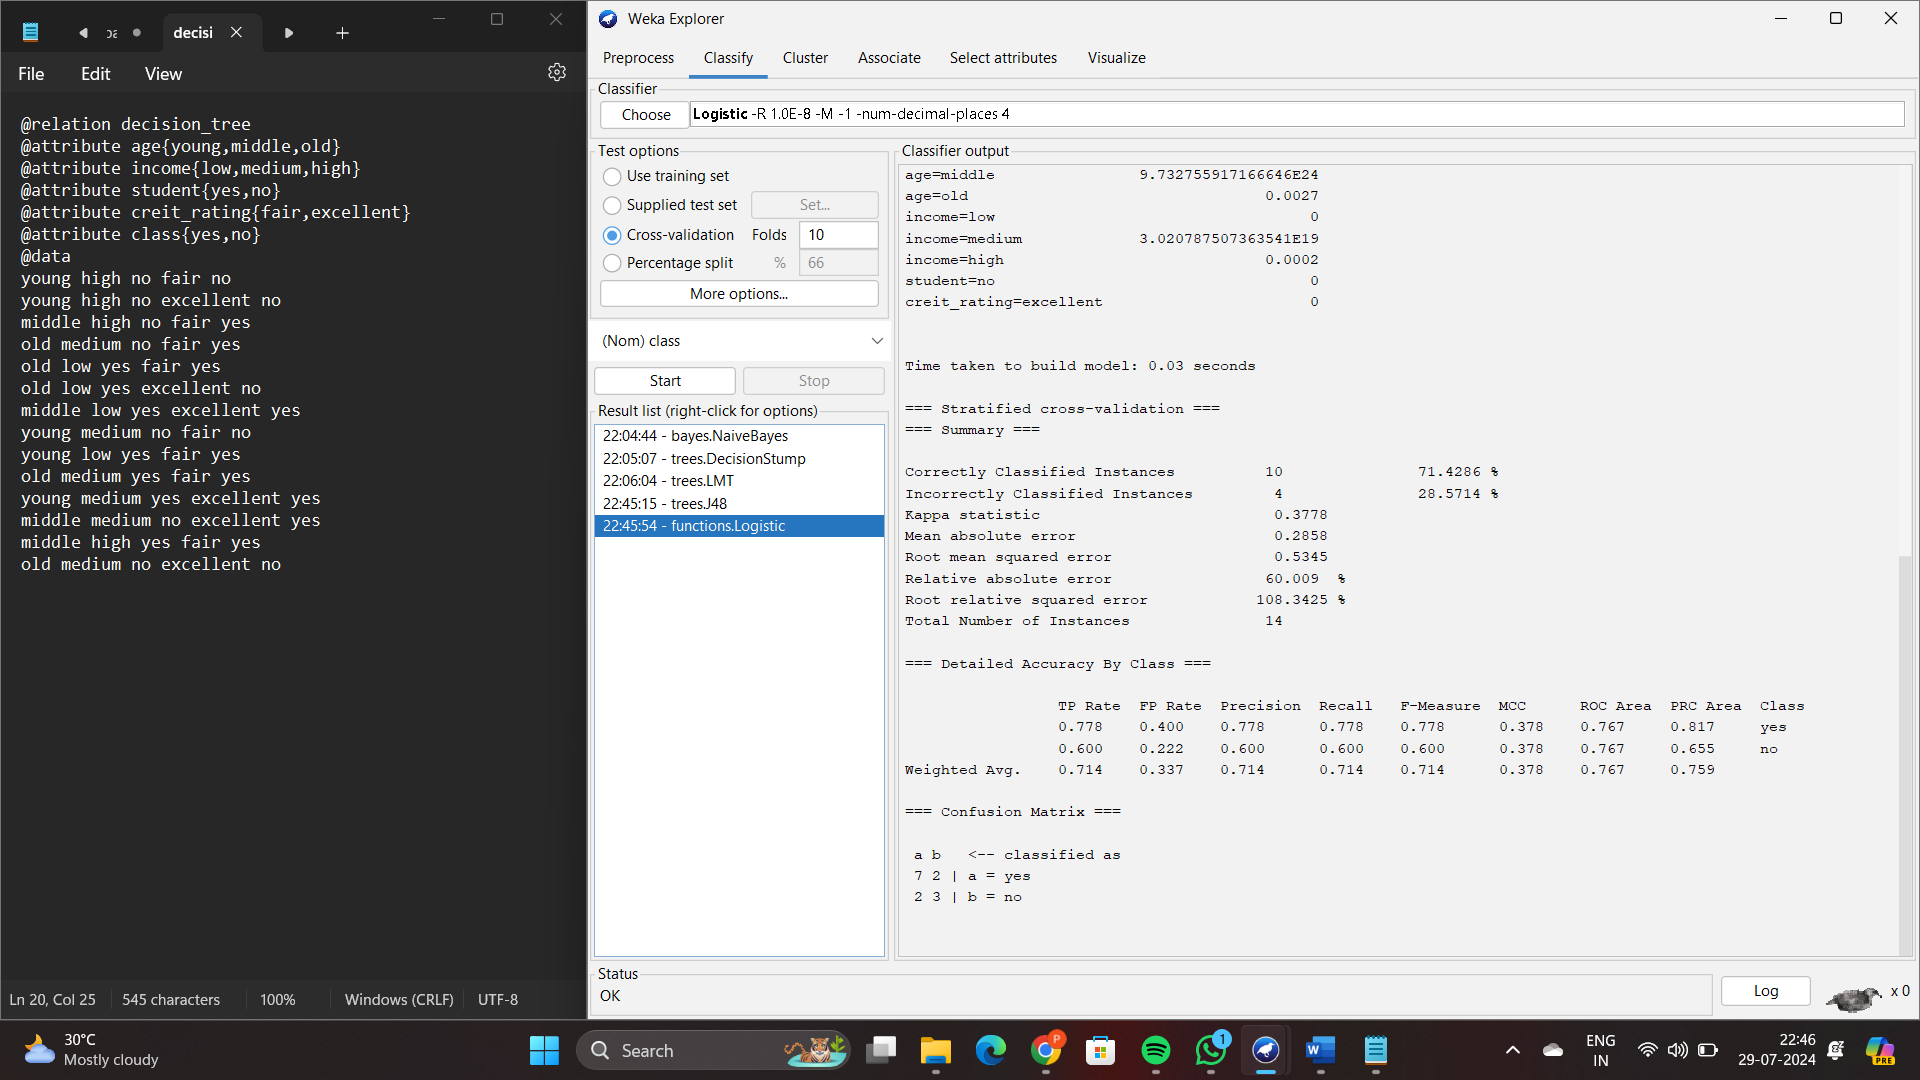 decisi
File Edit View
@relation decision_tree
@attribute age{young,middle,old}
@attribute income{low,medium,high}
@attribute student{yes,no}
@attribute creit_rating{fair,excellent}
@attribute class{yes,no}
@data
young high no fair no
young high no excellent no
middle high no fair yes
old medium no fair yes
old low yes fair yes
old low yes excellent no
middle low yes excellent yes
young medium no fair no
young low yes fair yes
old medium yes fair yes
young medium yes excellent yes
middle medium no excellent yes
middle high yes fair yes
old medium no excellent no
Ln 20, Col 25 545 characters 100% Windows (CRLF) UTF-8
Weka Explorer
Preprocess Classify Cluster Associate Select attributes Visualize
Classifier
Choose Logistic -R 1.0E-8 -M -1 -num-decimal-places 4
Test options
Use training set
Supplied test set Set...
Cross-validation Folds 10
Percentage split % 66
More options...
(Nom) class
Start Stop
Result list (right-click for options)
22:04:44 - bayes.NaiveBayes
22:05:07 - trees.DecisionStump
22:06:04 - trees.LMT
22:45:15 - trees.J48
22:45:54 - functions.Logistic
Classifier output
age=middle 9.732755917166646E24
age=old 0.0027
income=low 0
income=medium 3.020787507363541E19
income=high 0.0002
student=no 0
creit_rating=excellent 0
Time taken to build model: 0.03 seconds
=== Stratified cross-validation ===
=== Summary ===
Correctly Classified Instances 10 71.4286 %
Incorrectly Classified Instances 4 28.5714 %
Kappa statistic 0.3778
Mean absolute error 0.2858
Root mean squared error 0.5345
Relative absolute error 60.009 %
Root relative squared error 108.3425 %
Total Number of Instances 14
=== Detailed Accuracy By Class ===
TP Rate FP Rate Precision Recall F-Measure MCC ROC Area PRC Area Class
0.778 0.400 0.778 0.778 0.778 0.378 0.767 0.817 yes
0.600 0.222 0.600 0.600 0.600 0.378 0.767 0.655 no
Weighted Avg. 0.714 0.337 0.714 0.714 0.714 0.378 0.767 0.759
=== Confusion Matrix ===
a b <-- classified as
7 2 | a = yes
2 3 | b = no
Status
OK
Log x 0
30°C
Mostly cloudy
Search
P
1
W
ENG
IN
22:46
29-07-2024
PRE